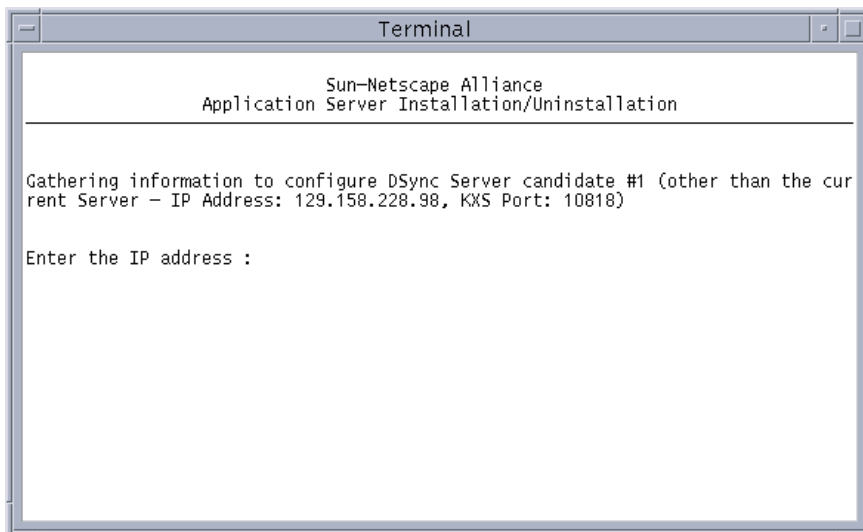 Terminal
Sun-Netscape Alliance
Application Server Installation/Uninstallation
Gathering information to configure DSync Server candidate #1 (other than the cur
rent Server - IP Address: 129.158.228.98, KXS Port: 10818)
Enter the IP address :